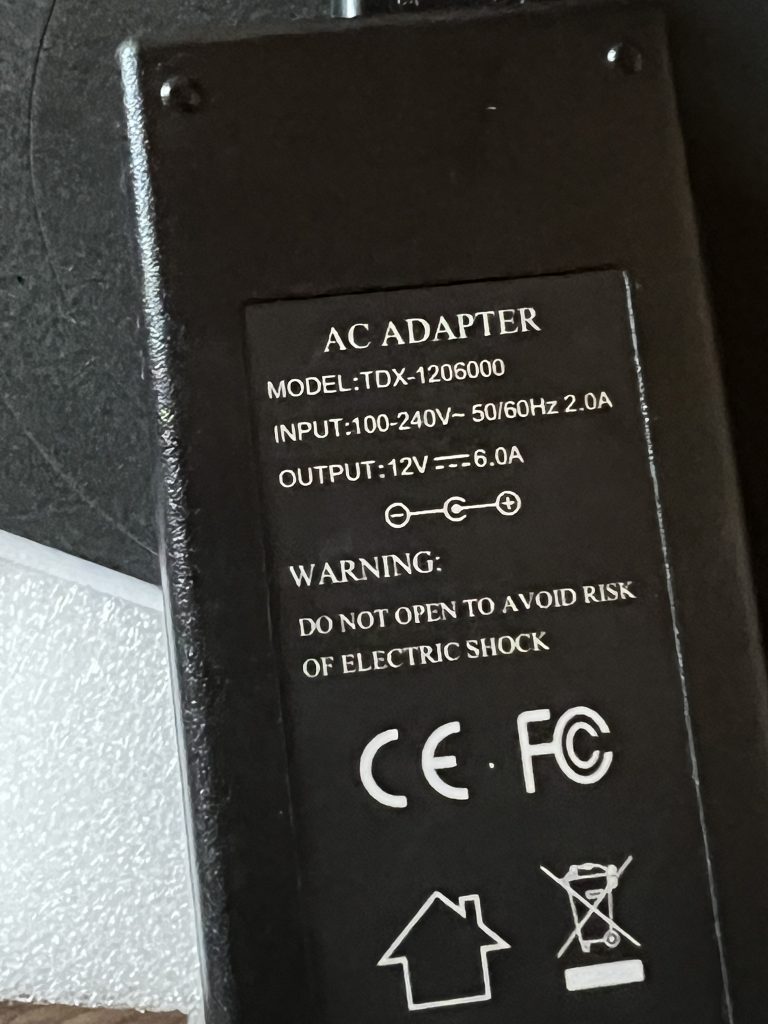 AC ADAPTER
MODEL:TDX-1206000
INPUT:100-240V~ 50/60Hz 2.0A
OUTPUT:12V⎓6.0A
WARNING:
DO NOT OPEN TO AVOID RISK
OF ELECTRIC SHOCK
CE FC